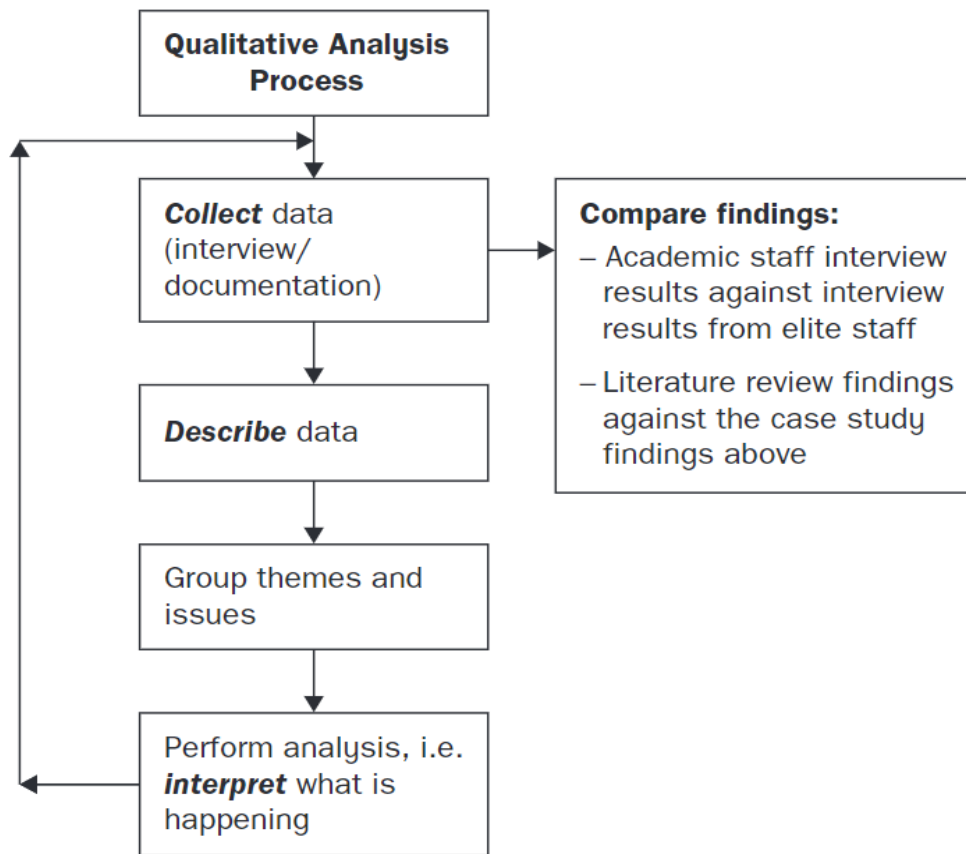 Qualitative Analysis
Process
Collect data
(interview/
documentation)
Compare findings:
– Academic staff interview
results against interview
results from elite staff
– Literature review findings
against the case study
findings above
Describe data
Group themes and
issues
Perform analysis, i.e.
interpret what is
happening